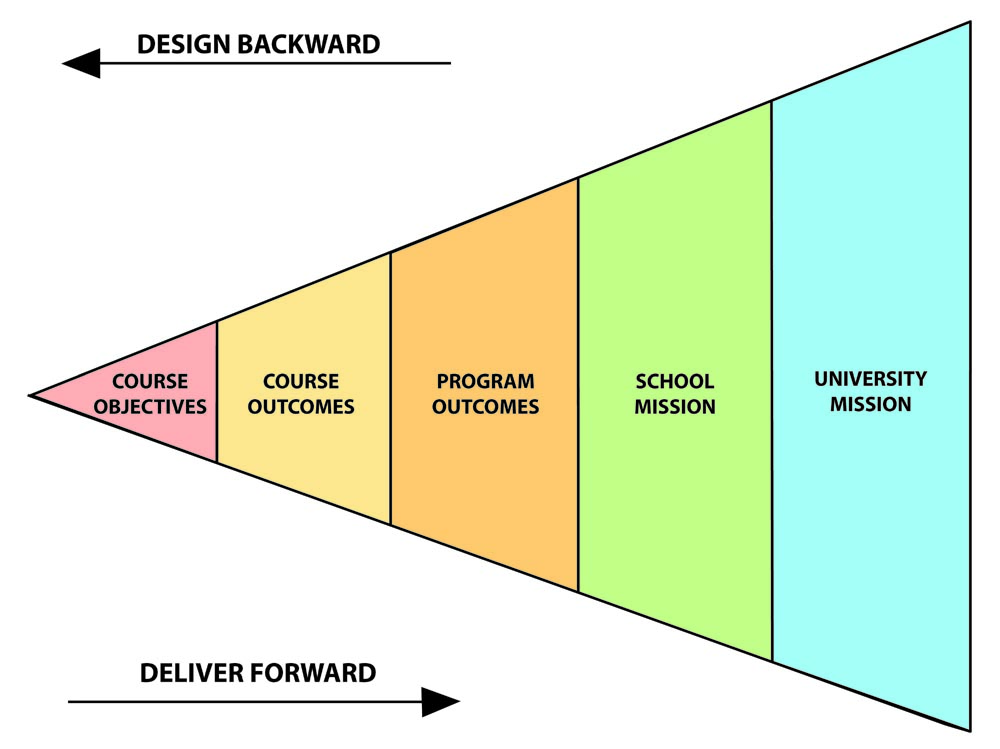 DESIGN BACKWARD
COURSE
OBJECTIVES
COURSE
OUTCOMES
PROGRAM
OUTCOMES
SCHOOL
MISSION
UNIVERSITY
MISSION
DELIVER FORWARD